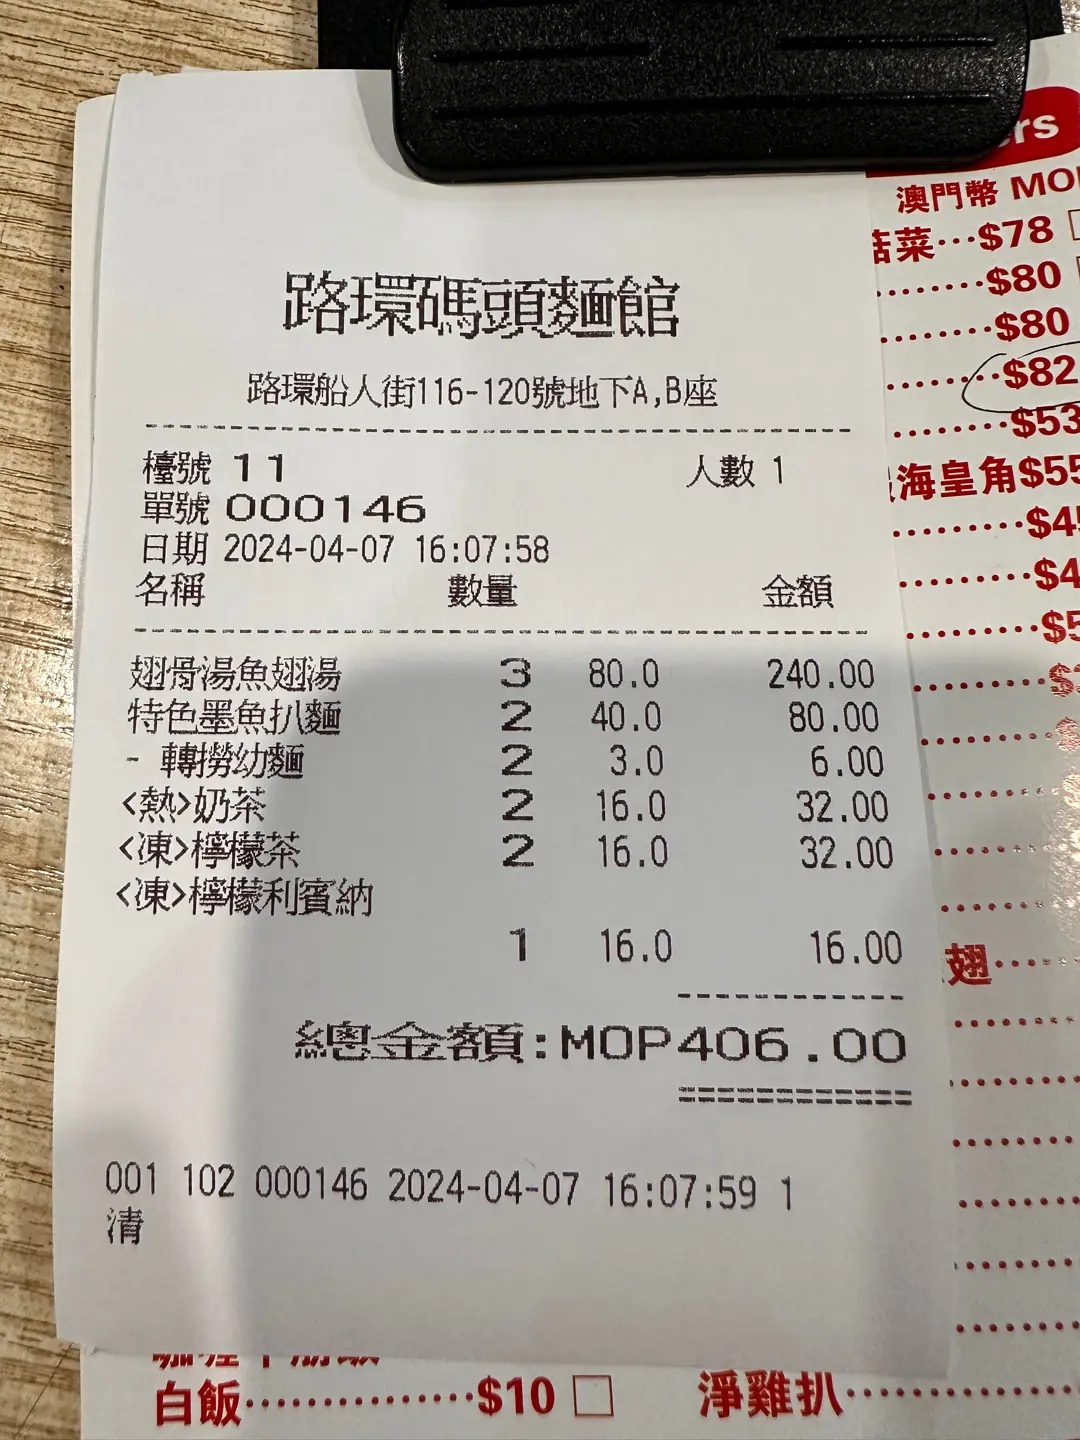 路環碼頭麵館
路環船人街116-120號地下A,B座
檯號 11 人數 1
單號 000146
日期 2024-04-07 16:07:58
名稱 數量 金額
翅骨湯魚翅湯 3 80.0 240.00
特色墨魚扒麵 2 40.0 80.00
- 轉撈幼麵 2 3.0 6.00
<熱>奶茶 2 16.0 32.00
<凍>檸檬茶 2 16.0 32.00
<凍>檸檬利賓納
1 16.0 16.00
總金額:MOP406.00
001 102 000146 2024-04-07 16:07:59 1
清
rs
澳門幣 MO
菜···$78
$80
$80
$82
$53
海皇角$55
$4
$4
$5
翅
白飯··············$10
淨雞扒